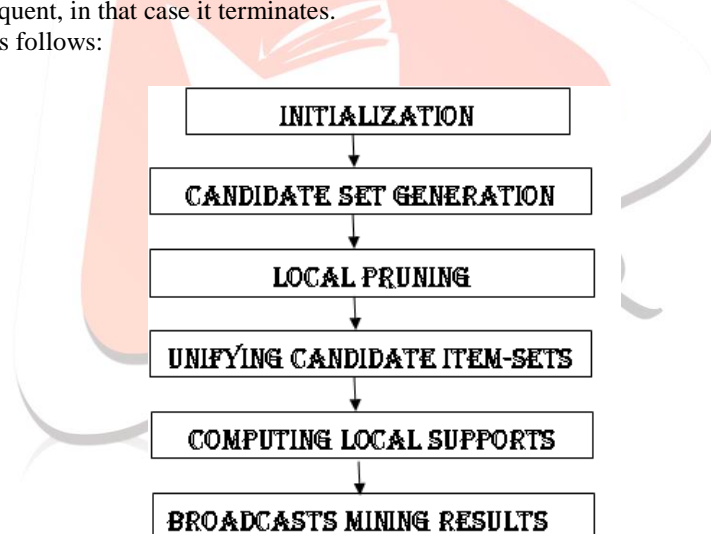 quent, in that case it terminates.
s follows:
INITIALIZATION
CANDIDATE SET GENERATION
LOCAL PRUNING
UNIFYING CANDIDATE ITEM-SETS
COMPUTING LOCAL SUPPORTS
BROADCASTS MINING RESULTS